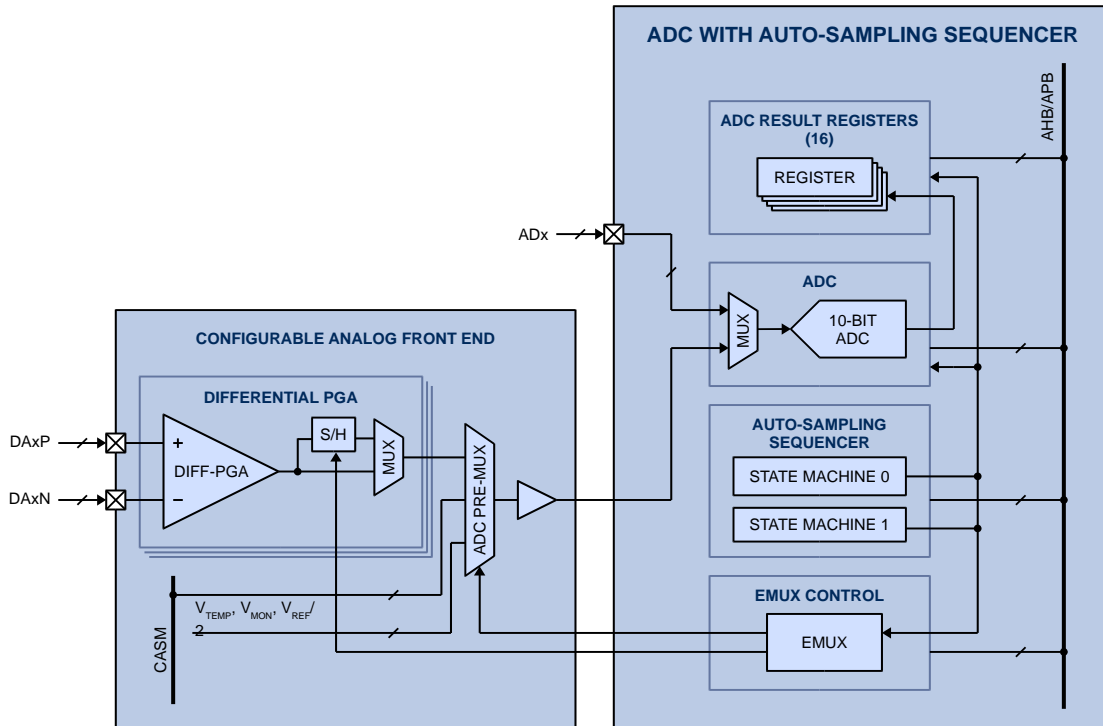 ADC WITH AUTO-SAMPLING SEQUENCER
AHB/APB
ADC RESULT REGISTERS
(16)
REGISTER
ADx
ADC
MUX
10-BIT
ADC
CONFIGURABLE ANALOG FRONT END
DIFFERENTIAL PGA
DAxP
+
S/H
MUX
DIFF-PGA
DAxN
−
ADC PRE-MUX
AUTO-SAMPLING
SEQUENCER
STATE MACHINE 0
STATE MACHINE 1
CASM
VTEMP, VMON, VREF/
2
EMUX CONTROL
EMUX